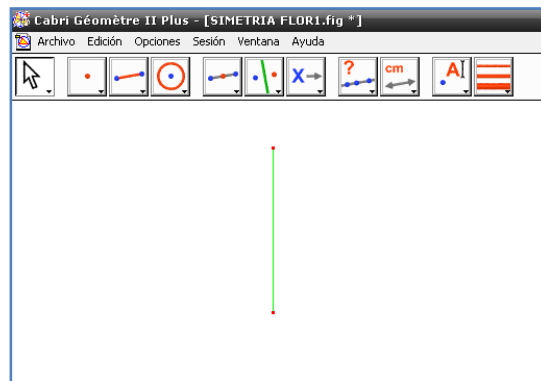 Cabri Géomètre II Plus - [SIMETRIA FLOR1.fig *]
Archivo Edición Opciones Sesión Ventana Ayuda
X ? cm A